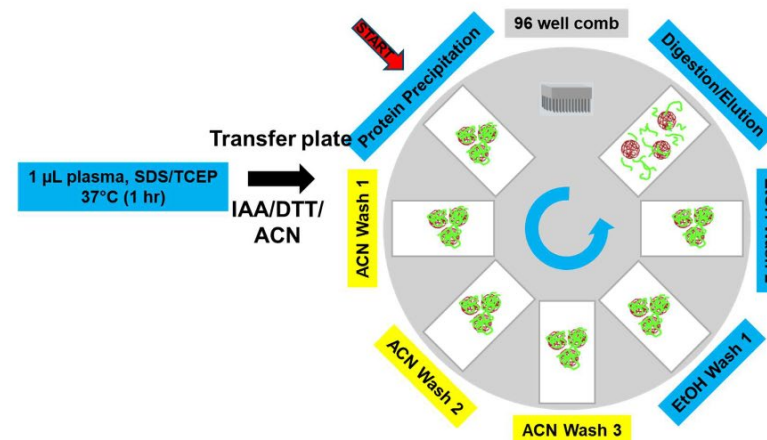 START
96 well comb
Protein Precipitation
Digestion/Elution
Transfer plate
1 µL plasma, SDS/TCEP
37°C (1 hr)
IAA/DTT/
ACN
ACN Wash 1
ACN Wash 2
ACN Wash 3
EtOH Wash 1